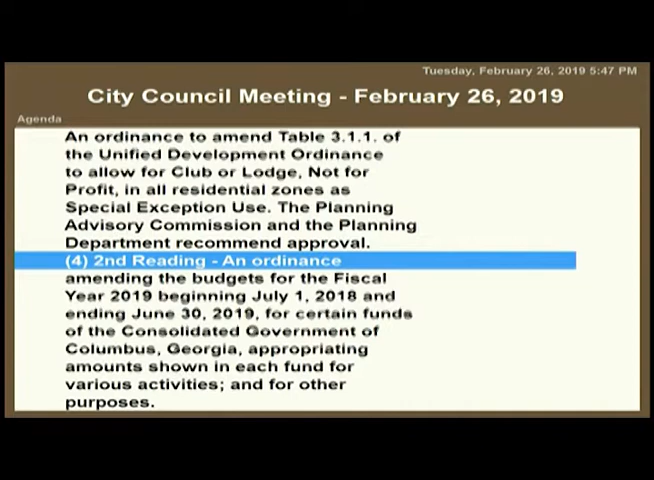 Tuesday, February 26, 2019 5:47 PM
City Council Meeting - February 26, 2019
Agenda
An ordinance to amend Table 3.1.1. of
the Unified Development Ordinance
to allow for Club or Lodge, Not for
Profit, in all residential zones as
Special Exception Use. The Planning
Advisory Commission and the Planning
Department recommend approval.
(4) 2nd Reading - An ordinance
amending the budgets for the Fiscal
Year 2019 beginning July 1, 2018 and
ending June 30, 2019, for certain funds
of the Consolidated Government of
Columbus, Georgia, appropriating
amounts shown in each fund for
various activities; and for other
purposes.